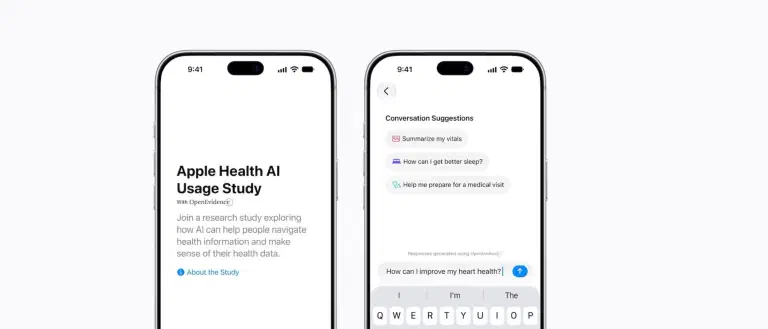 9:41
Apple Health AI
Usage Study
With OpenEvidence
Join a research study exploring
how AI can help people navigate
health information and make
sense of their health data.
About the Study
9:41
Conversation Suggestions
Summarize my vitals
How can I get better sleep?
Help me prepare for a medical visit
Responses generated using OpenEvidence
How can I improve my heart health?
I I'm The
Q W E R T Y U I O P